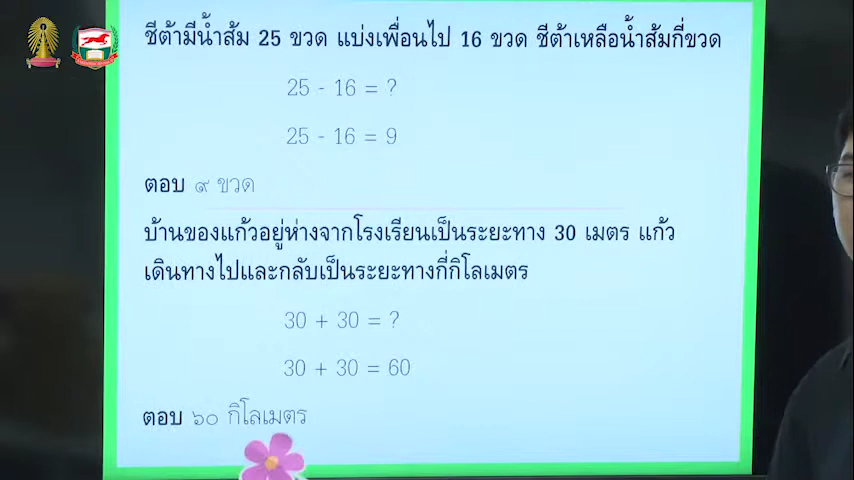 ชีต้ามีน้ำส้ม 25 ขวด แบ่งเพื่อนไป 16 ขวด ชีต้าเหลือน้ำส้มกี่ขวด
25 - 16 = ?
25 - 16 = 9
ตอบ ๙ ขวด
บ้านของแก้วอยู่ห่างจากโรงเรียนเป็นระยะทาง 30 เมตร แก้ว
เดินทางไปและกลับเป็นระยะทางกี่กิโลเมตร
30 + 30 = ?
30 + 30 = 60
ตอบ ๖๐ กิโลเมตร